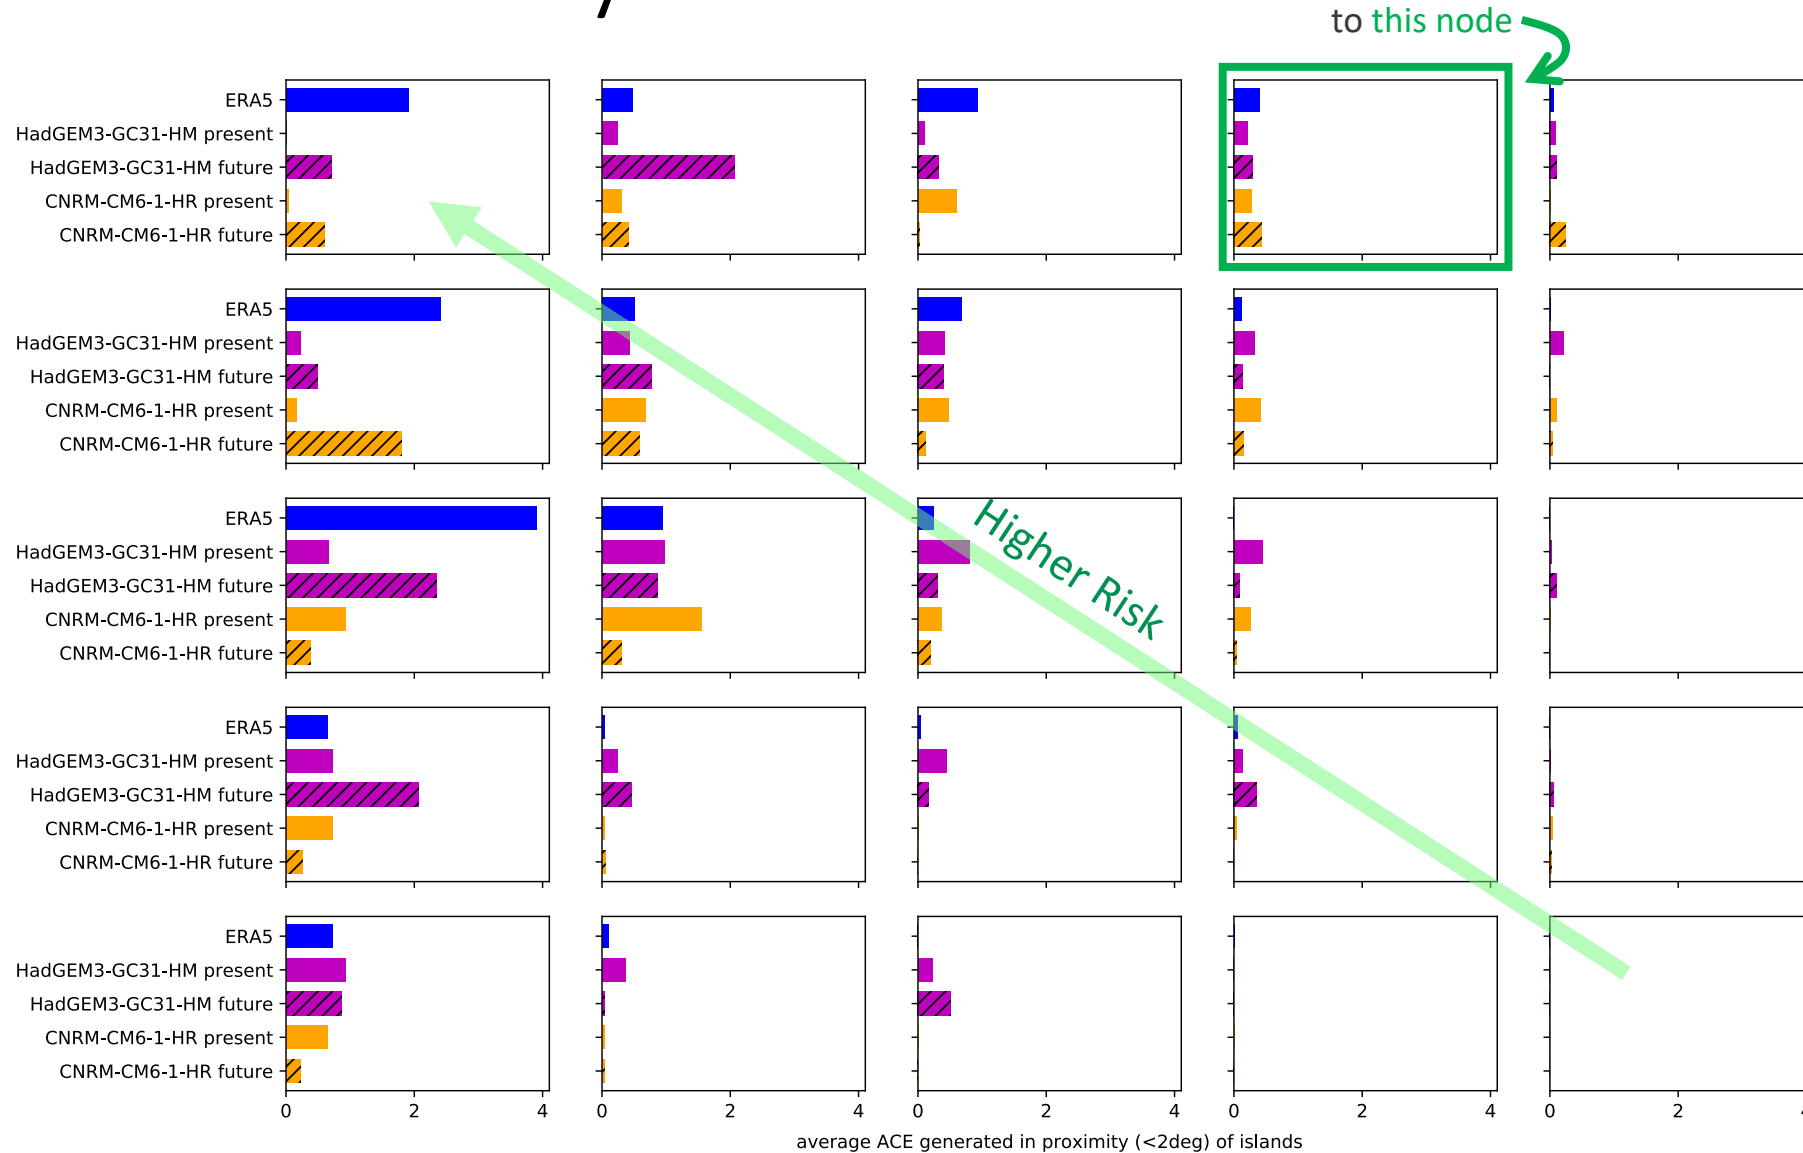 to this node
ERA5
HadGEM3-GC31-HM present
HadGEM3-GC31-HM future
CNRM-CM6-1-HR present
CNRM-CM6-1-HR future
ERA5
HadGEM3-GC31-HM present
HadGEM3-GC31-HM future
CNRM-CM6-1-HR present
CNRM-CM6-1-HR future
ERA5
HadGEM3-GC31-HM present
HadGEM3-GC31-HM future
CNRM-CM6-1-HR present
CNRM-CM6-1-HR future
Higher Risk
ERA5
HadGEM3-GC31-HM present
HadGEM3-GC31-HM future
CNRM-CM6-1-HR present
CNRM-CM6-1-HR future
ERA5
HadGEM3-GC31-HM present
HadGEM3-GC31-HM future
CNRM-CM6-1-HR present
CNRM-CM6-1-HR future
0 2 4 0 2 4 0 2 4 0 2 4 0 2
average ACE generated in proximity (<2deg) of islands